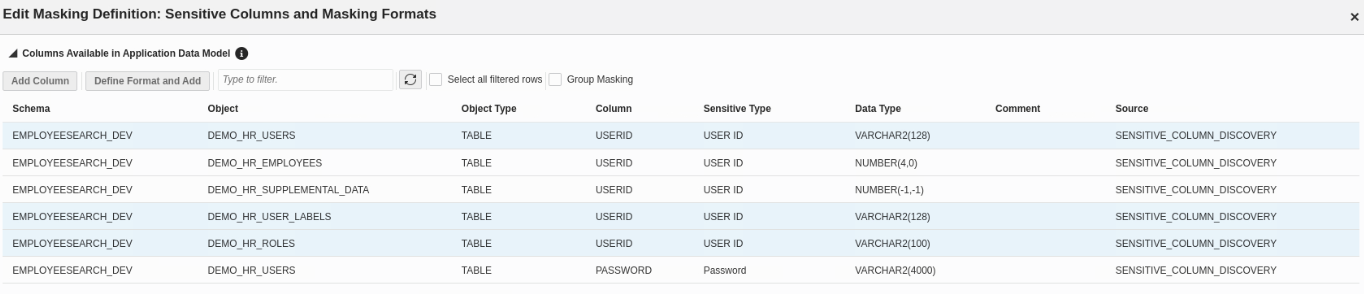 Edit Masking Definition: Sensitive Columns and Masking Formats
Columns Available in Application Data Model
Add Column Define Format and Add Type to filter. Select all filtered rows Group Masking
Schema Object Object Type Column Sensitive Type Data Type Comment Source
EMPLOYEESEARCH_DEV DEMO_HR_USERS TABLE USERID USER ID VARCHAR2(128) SENSITIVE_COLUMN_DISCOVERY
EMPLOYEESEARCH_DEV DEMO_HR_EMPLOYEES TABLE USERID USER ID NUMBER(4,0) SENSITIVE_COLUMN_DISCOVERY
EMPLOYEESEARCH_DEV DEMO_HR_SUPPLEMENTAL_DATA TABLE USERID USER ID NUMBER(-1,-1) SENSITIVE_COLUMN_DISCOVERY
EMPLOYEESEARCH_DEV DEMO_HR_USER_LABELS TABLE USERID USER ID VARCHAR2(128) SENSITIVE_COLUMN_DISCOVERY
EMPLOYEESEARCH_DEV DEMO_HR_ROLES TABLE USERID USER ID VARCHAR2(100) SENSITIVE_COLUMN_DISCOVERY
EMPLOYEESEARCH_DEV DEMO_HR_USERS TABLE PASSWORD Password VARCHAR2(4000) SENSITIVE_COLUMN_DISCOVERY